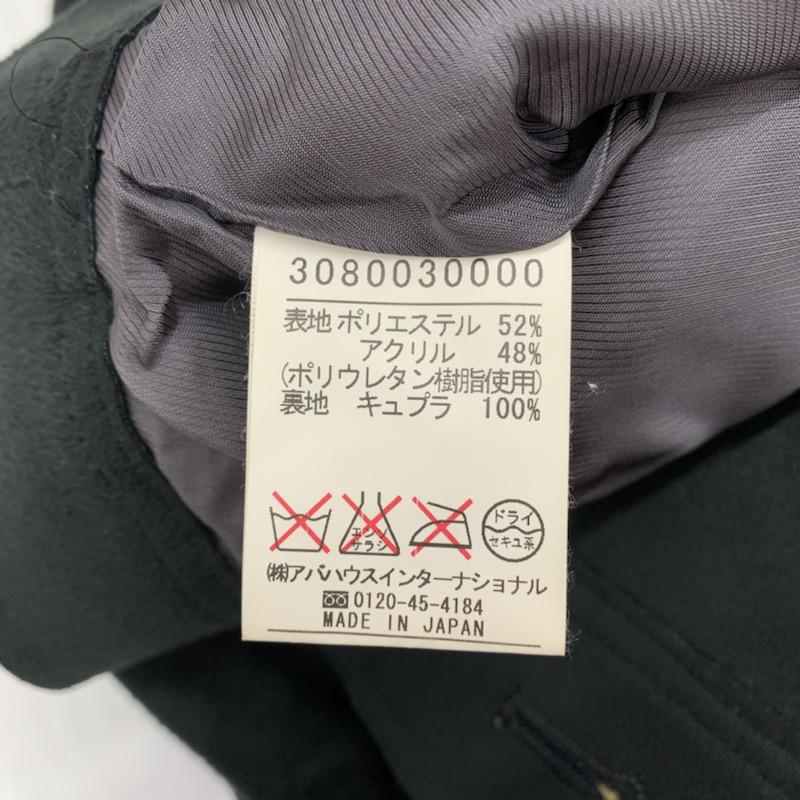 3080030000
表地 ポリエステル 52%
アクリル 48%
(ポリウレタン樹脂使用)
裏地 キュプラ 100%
エンソ
サラシ
ドライ
セキユ系
㈱アバハウスインターナショナル
0120-45-4184
MADE IN JAPAN